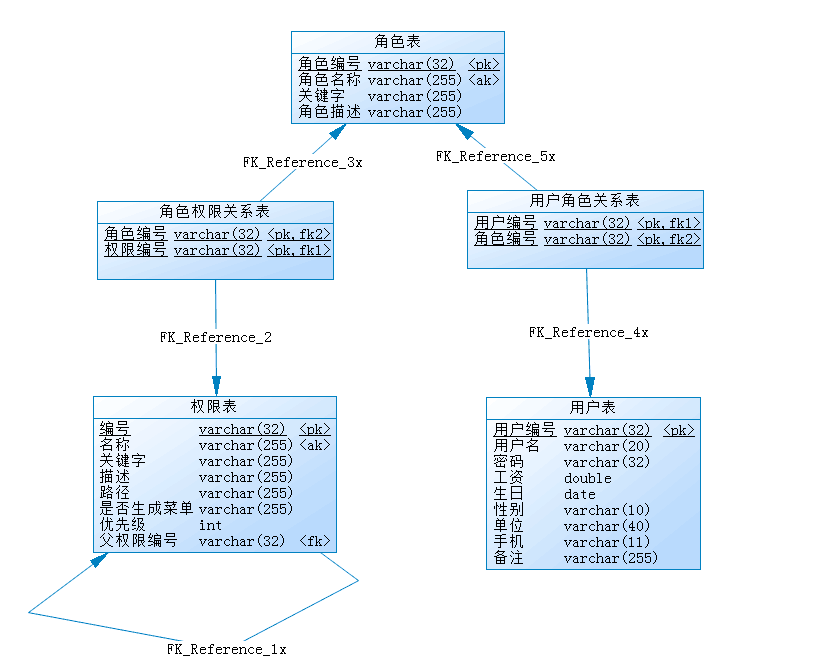 角色表
角色编号 varchar(32) <pk>
角色名称 varchar(255) <ak>
关键字 varchar(255)
角色描述 varchar(255)
FK_Reference_3x
FK_Reference_5x
角色权限关系表
角色编号 varchar(32) <pk,fk2>
权限编号 varchar(32) <pk,fk1>
用户角色关系表
用户编号 varchar(32) <pk,fk1>
角色编号 varchar(32) <pk,fk2>
FK_Reference_2
FK_Reference_4x
权限表
编号 varchar(32) <pk>
名称 varchar(255) <ak>
关键字 varchar(255)
描述 varchar(255)
路径 varchar(255)
是否生成菜单 varchar(255)
优先级 int
父权限编号 varchar(32) <fk>
用户表
用户编号 varchar(32) <pk>
用户名 varchar(20)
密码 varchar(32)
工资 double
生日 date
性别 varchar(10)
单位 varchar(40)
手机 varchar(11)
备注 varchar(255)
FK_Reference_1x